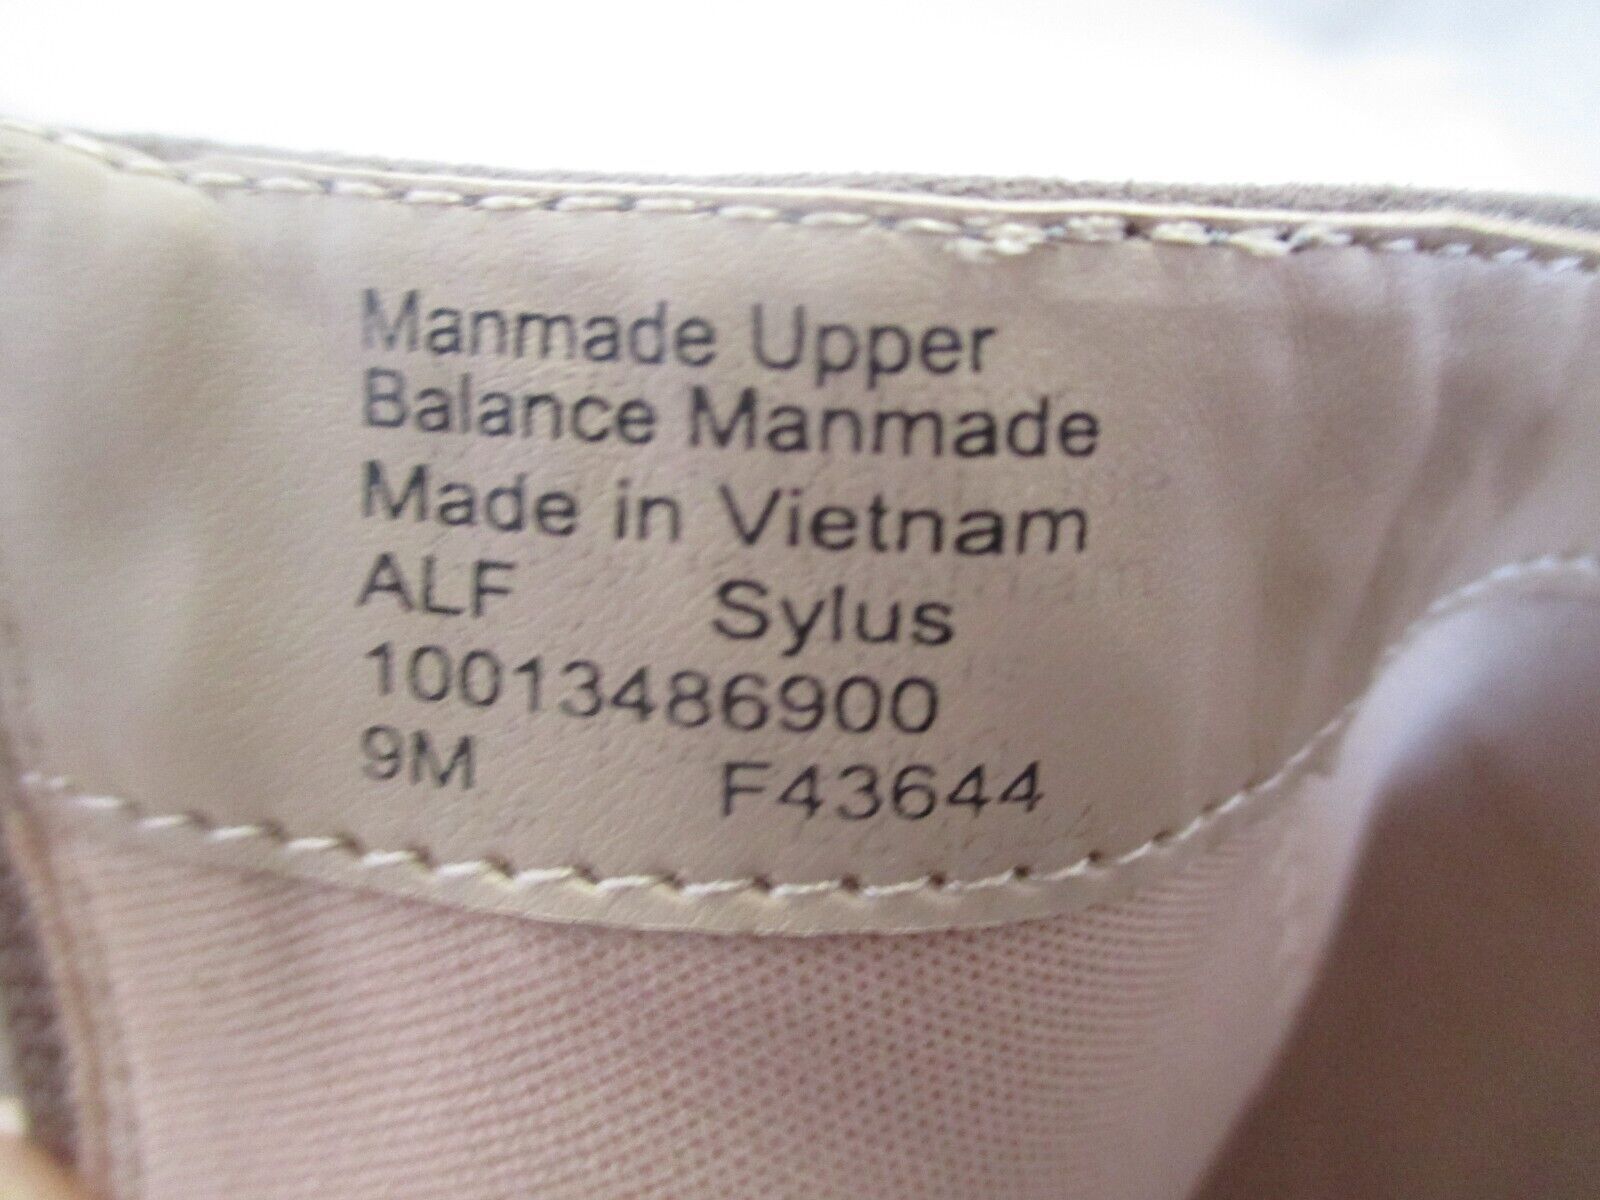 Manmade Upper
Balance Manmade
Made in Vietnam
ALF Sylus
10013486900
9M F43644